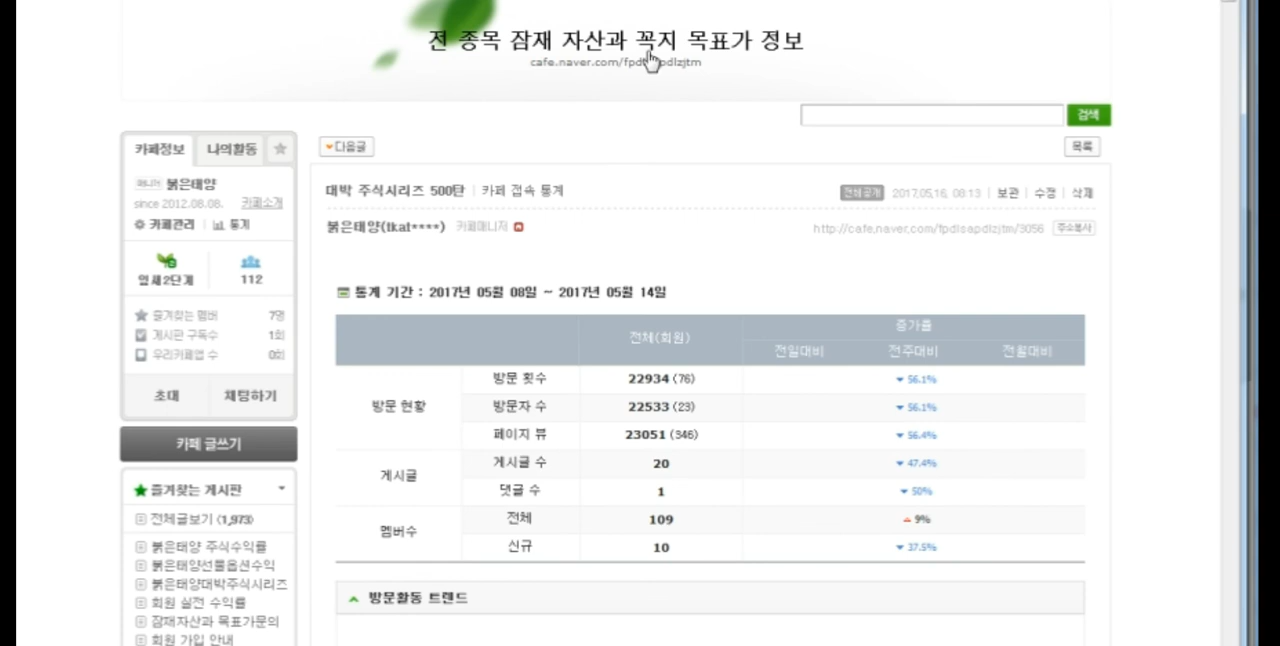 전 종목 잠재 자산과 꼭지 목표가 정보
cafe.naver.com/fpdl
pdlzjtm
검색
카페정보 나의활동
다음글
목록
매니저 붉은태양
since 2012.08.08. 카페소개
카페관리 통계
대박 주식시리즈 500탄 | 카페 접속 통계
전체공개 2017.05.16. 08:13 | 보관 | 수정 | 삭제
붉은태양(tkat****) 카페매니저
http://cafe.naver.com/fpdlsapdlzjtm/3056 주소복사
잎새2단계 112
즐겨찾는 멤버 7명
게시판 구독수 1회
우리카페앱 수 0회
초대 채팅하기
카페 글쓰기
즐겨찾는 게시판
전체글보기 (1,973)
붉은태양 주식수익률
붉은태양선물옵션수익
붉은태양대박주식시리즈
회원 실전 수익률
잠재자산과 목표가문의
회원 가입 안내
통계 기간 : 2017년 05월 08일 ~ 2017년 05월 14일
전체(회원) 증가율
전일대비 전주대비 전월대비
방문 현황
방문 횟수 22934 (76) ▼ 56.1%
방문자 수 22533 (23) ▼ 56.1%
페이지 뷰 23051 (346) ▼ 56.4%
게시글
게시글 수 20 ▼ 47.4%
댓글 수 1 ▼ 50%
멤버수
전체 109 ▲ 9%
신규 10 ▼ 37.5%
방문활동 트렌드